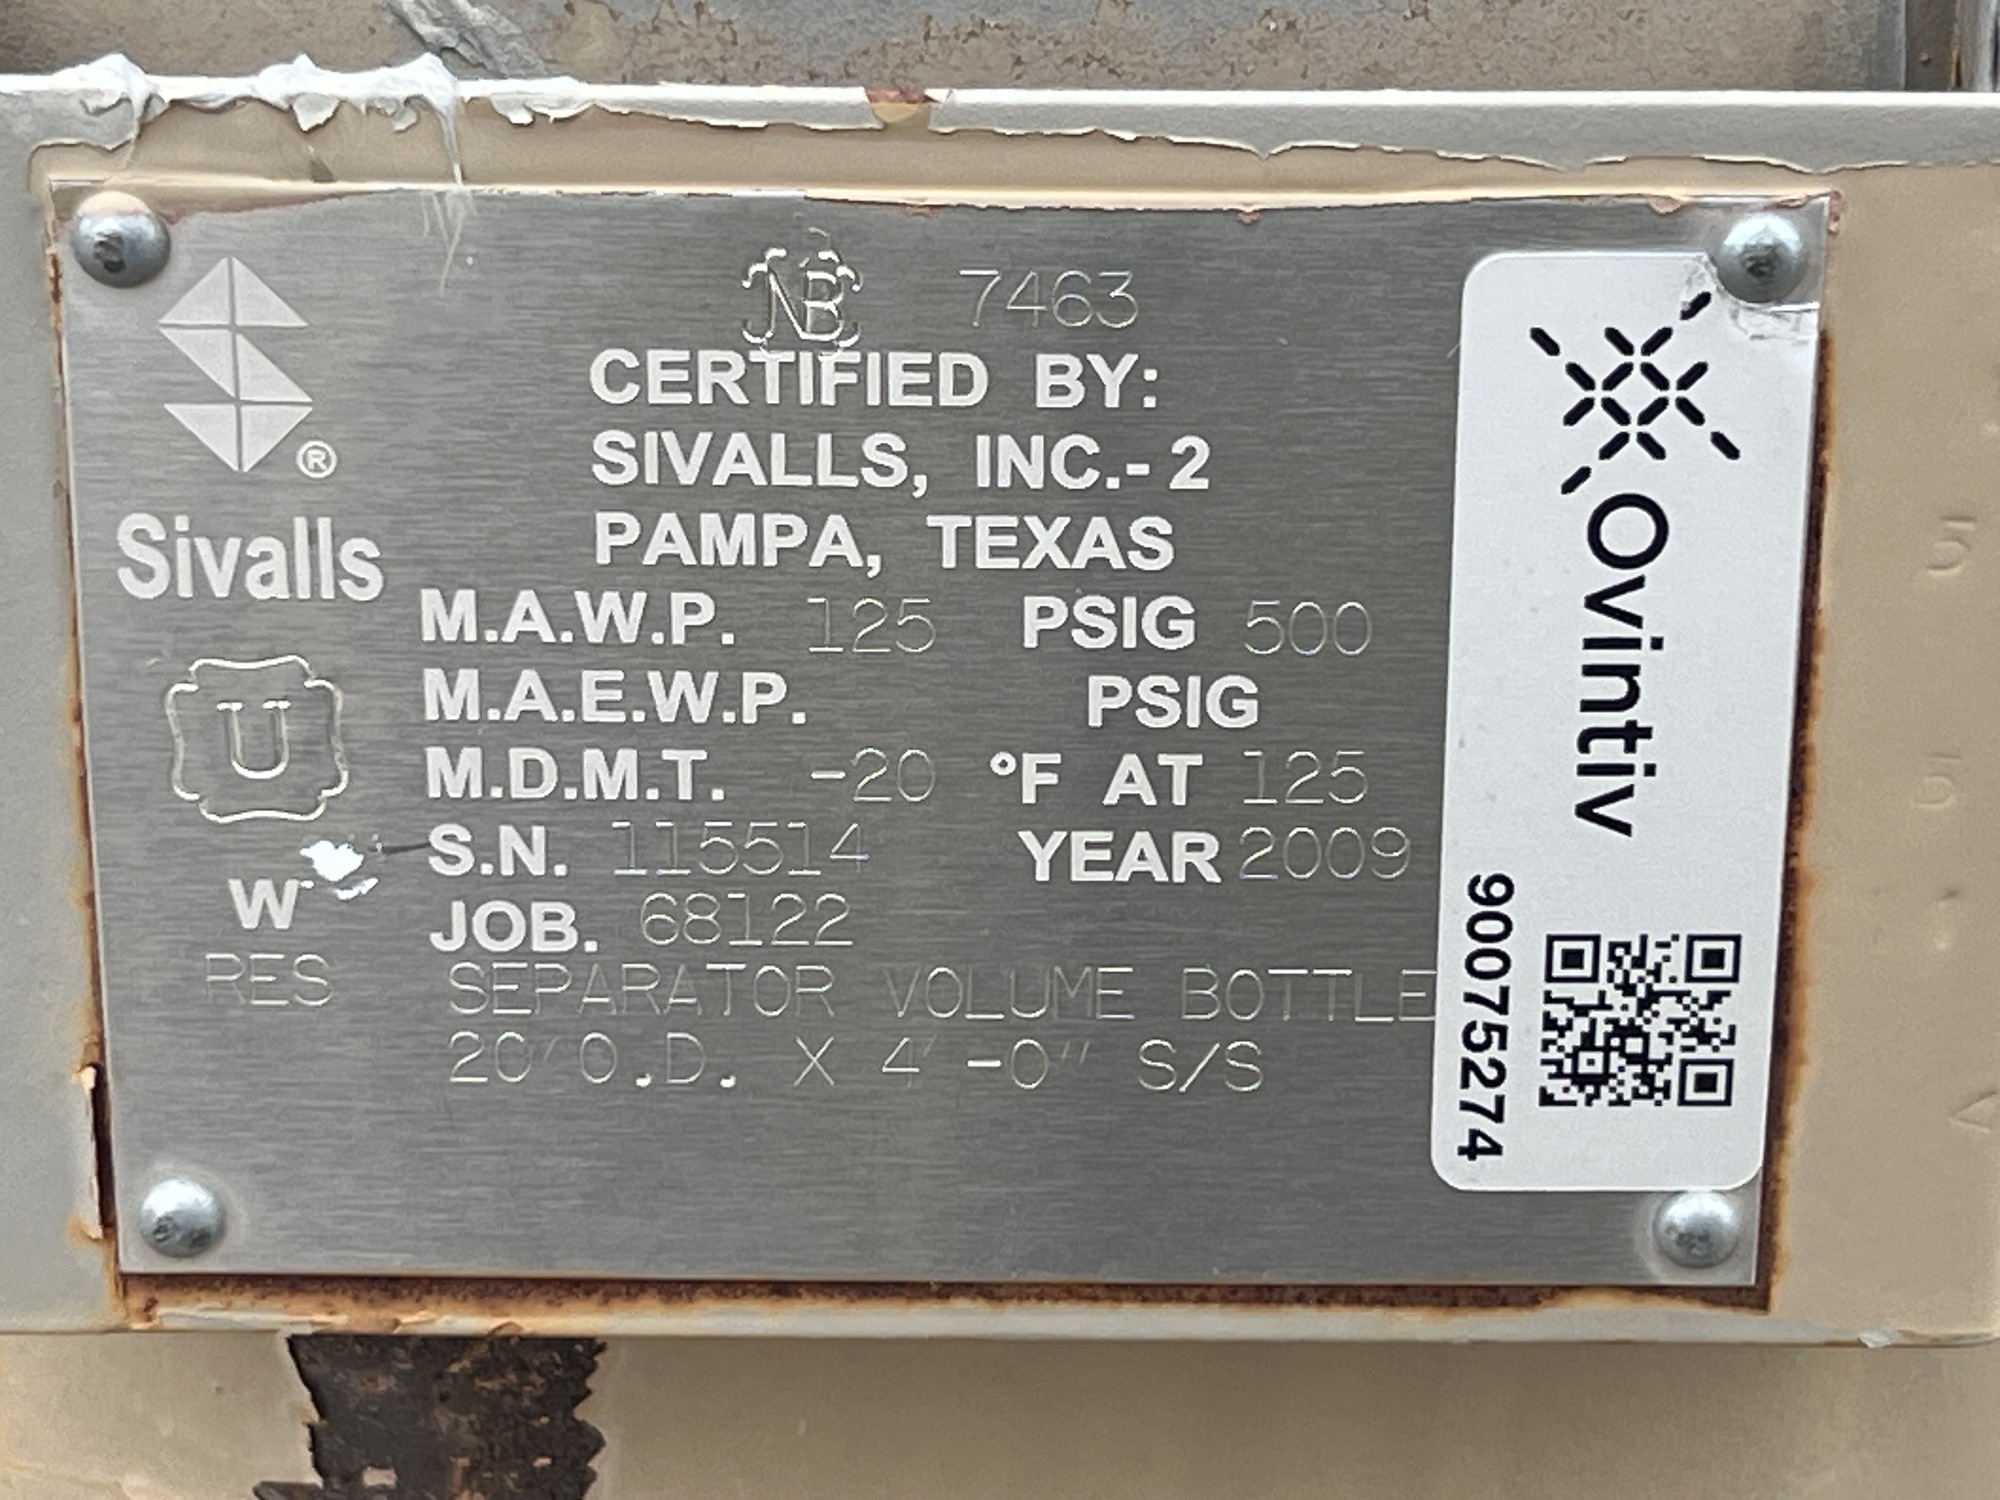 NB 7463
CERTIFIED BY:
SIVALLS, INC.-2
PAMPA, TEXAS
®
Sivalls
M.A.W.P. 125 PSIG 500
M.A.E.W.P. PSIG
U
M.D.M.T. -20 °F AT 125
S.N. 115514 YEAR 2009
W
JOB. 68122
RES
SEPARATOR VOLUME BOTTLE
20" O.D. X 4' -0" S/S
Ovintiv
90075274